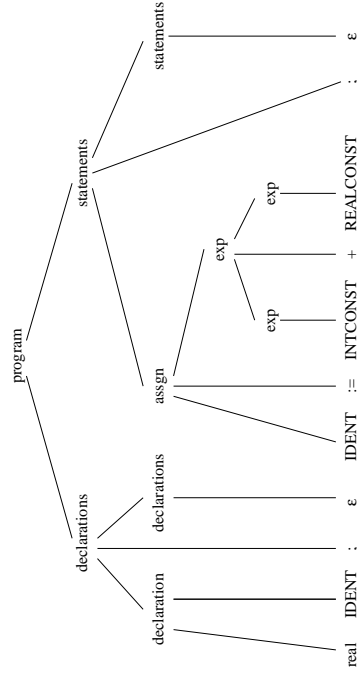 program
declarations statements
declaration declarations assgn statements
exp
exp exp
real IDENT ; ε IDENT := INTCONST + REALCONST ; ε